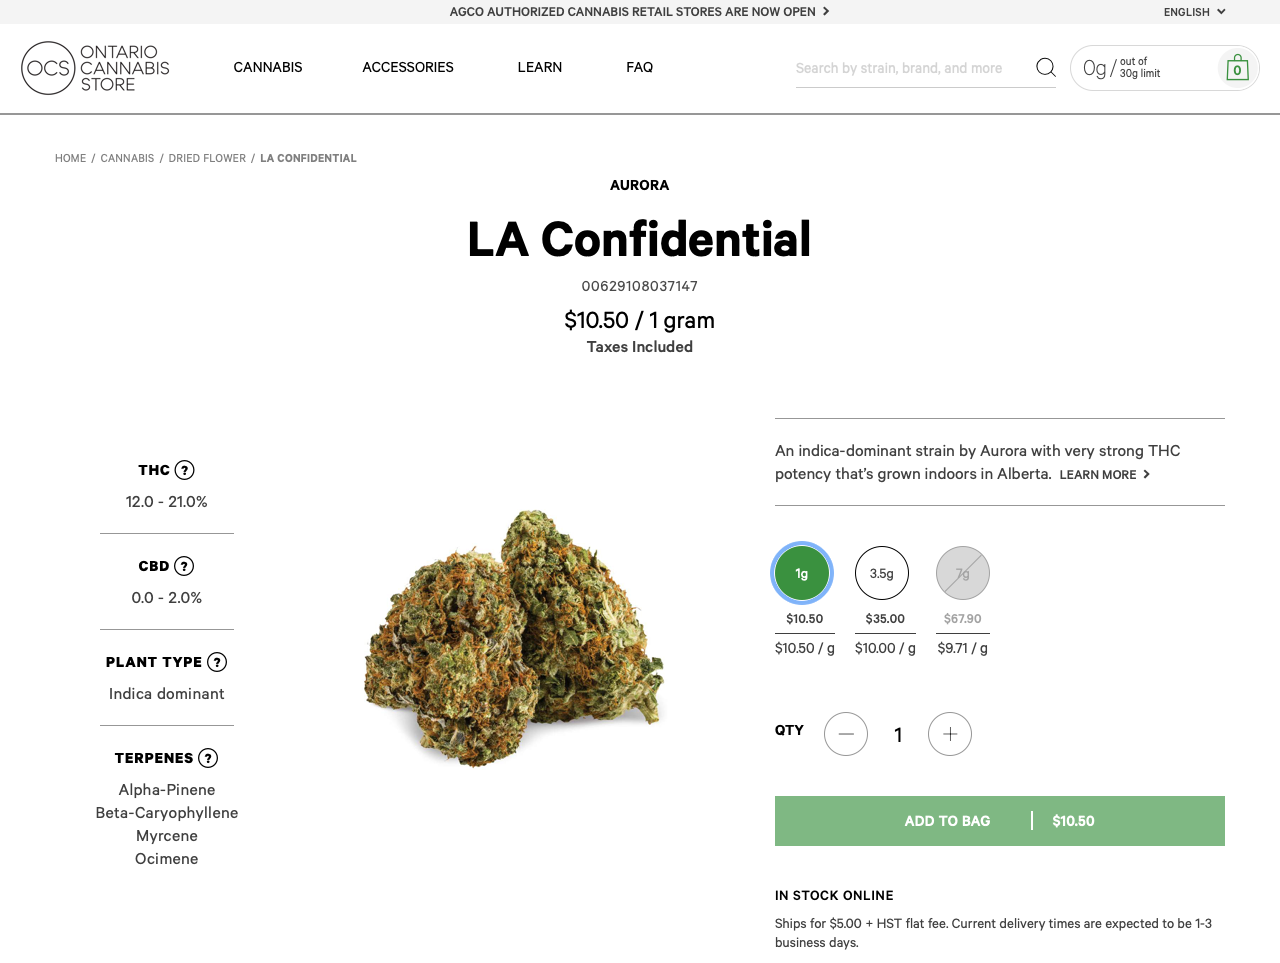 AGCO AUTHORIZED CANNABIS RETAIL STORES ARE NOW OPEN
ENGLISH
OCS
ONTARIO
CANNABIS
STORE
CANNABIS
ACCESSORIES
LEARN
FAQ
Search by strain, brand, and more
0g / out of
30g limit
0
HOME / CANNABIS / DRIED FLOWER / LA CONFIDENTIAL
AURORA
LA Confidential
00629108037147
$10.50 / 1 gram
Taxes Included
THC ?
12.0 - 21.0%
CBD ?
0.0 - 2.0%
PLANT TYPE ?
Indica dominant
TERPENES ?
Alpha-Pinene
Beta-Caryophyllene
Myrcene
Ocimene
An indica-dominant strain by Aurora with very strong THC
potency that's grown indoors in Alberta. LEARN MORE
1g 3.5g 7g
$10.50 $35.00 $67.90
$10.50 / g $10.00 / g $9.71 / g
QTY — 1 +
ADD TO BAG | $10.50
IN STOCK ONLINE
Ships for $5.00 + HST flat fee. Current delivery times are expected to be 1-3
business days.